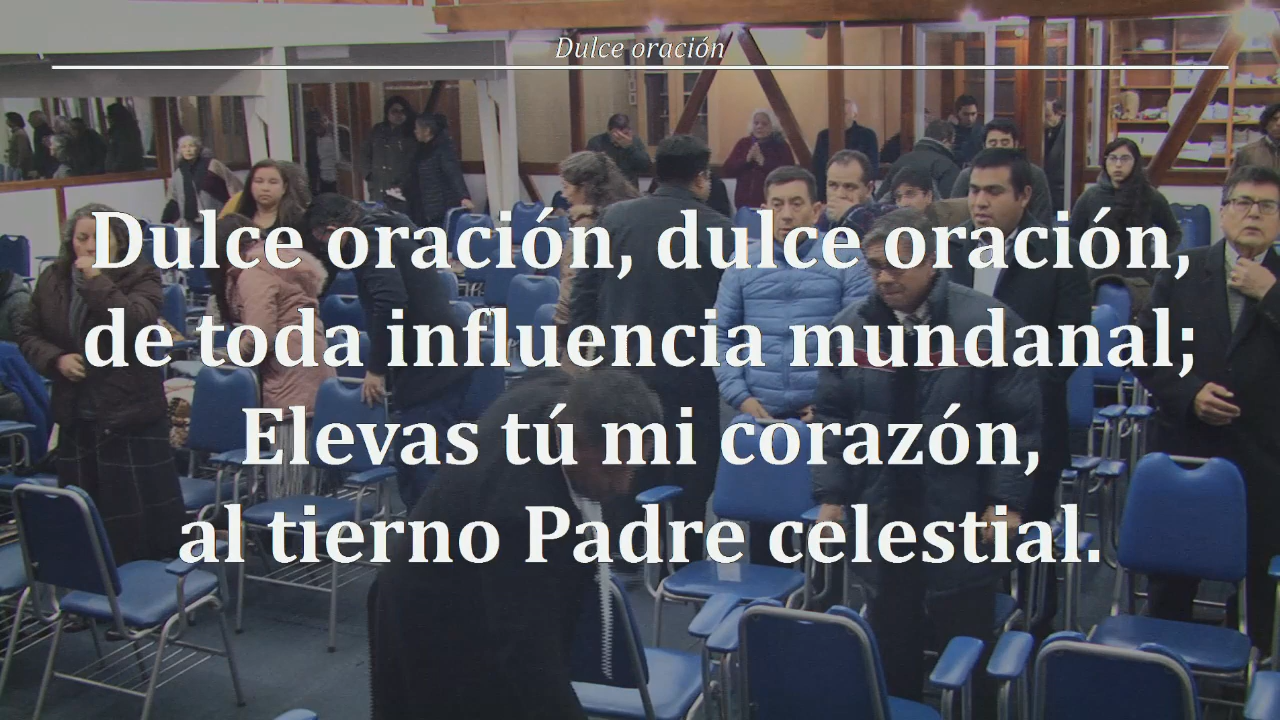 Dulce oración
Dulce oración, dulce oración,
de toda influencia mundanal;
Elevas tú mi corazón,
al tierno Padre celestial.